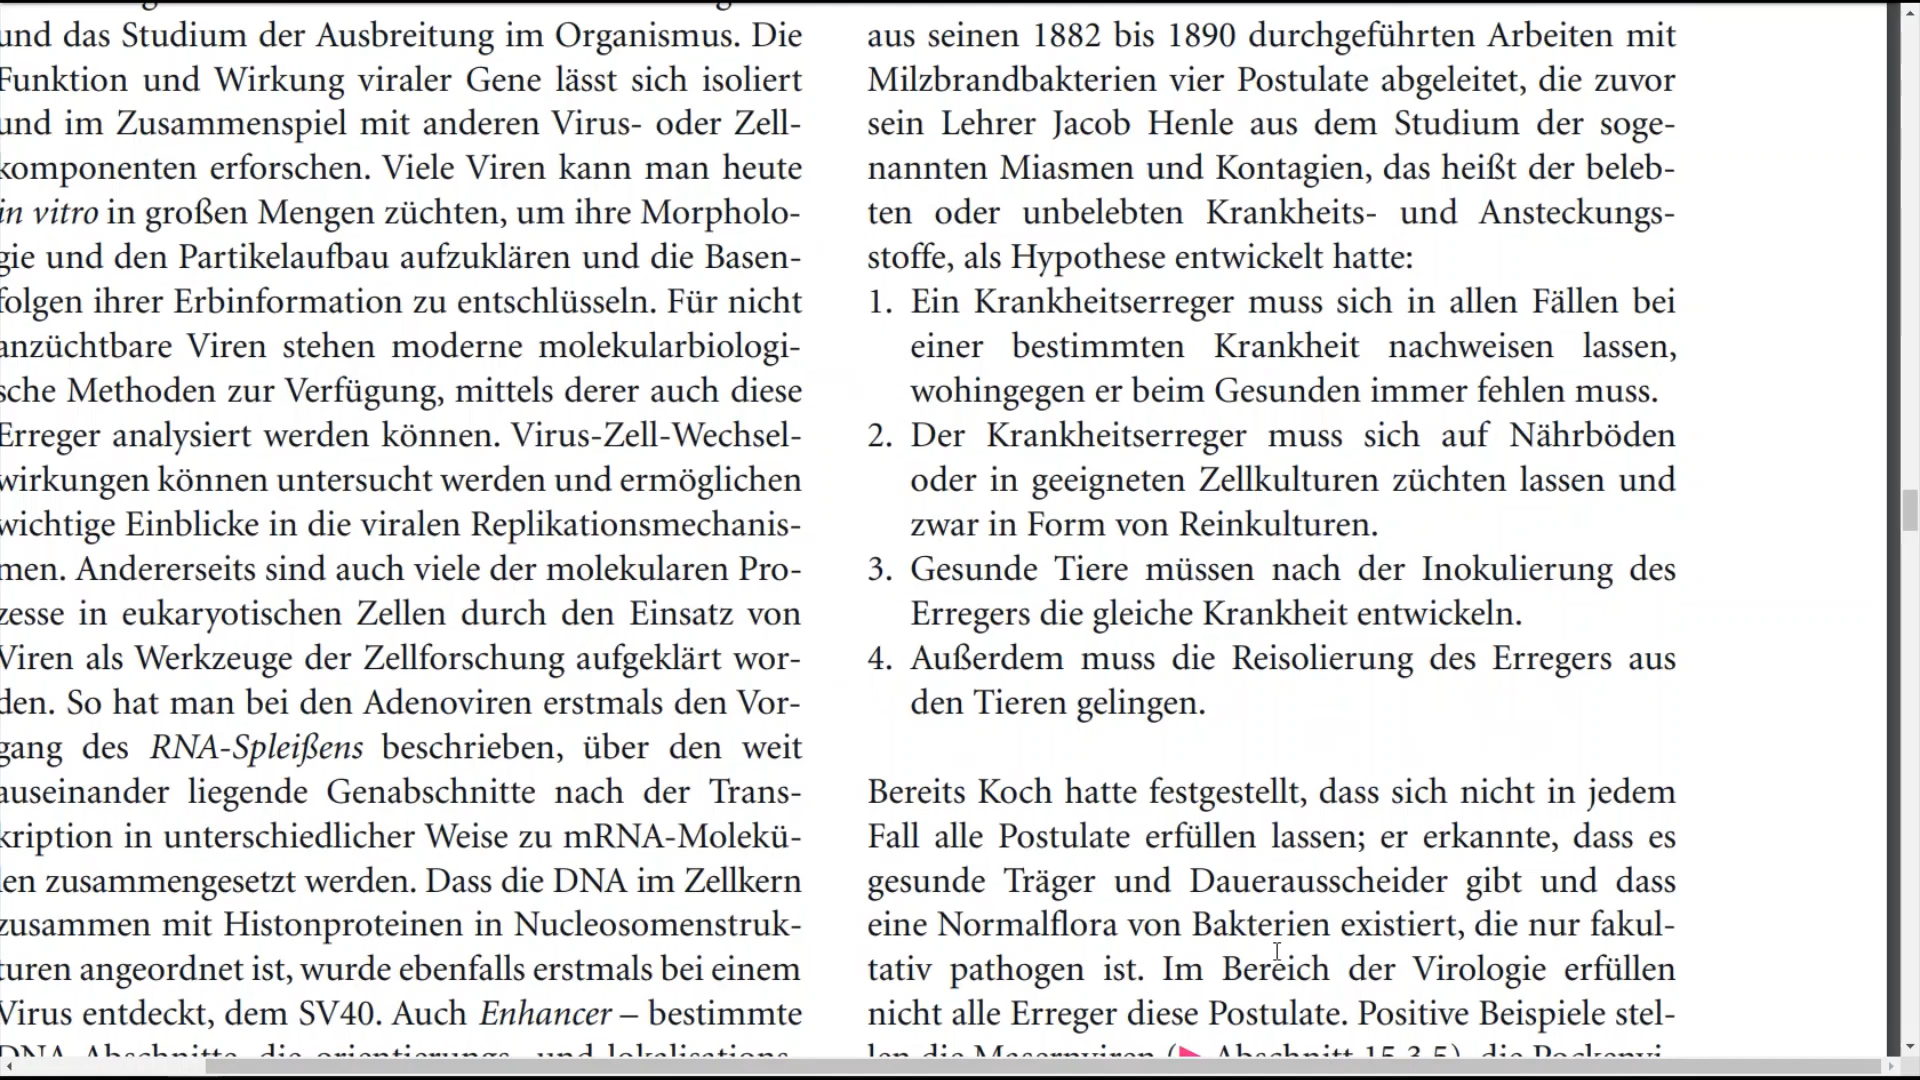 und das Studium der Ausbreitung im Organismus. Die
Funktion und Wirkung viraler Gene lässt sich isoliert
und im Zusammenspiel mit anderen Virus- oder Zell-
komponenten erforschen. Viele Viren kann man heute
in vitro in großen Mengen züchten, um ihre Morpholo-
gie und den Partikelaufbau aufzuklären und die Basen-
folgen ihrer Erbinformation zu entschlüsseln. Für nicht
anzüchtbare Viren stehen moderne molekularbiologi-
sche Methoden zur Verfügung, mittels derer auch diese
Erreger analysiert werden können. Virus-Zell-Wechsel-
wirkungen können untersucht werden und ermöglichen
wichtige Einblicke in die viralen Replikationsmechanis-
men. Andererseits sind auch viele der molekularen Pro-
zesse in eukaryotischen Zellen durch den Einsatz von
Viren als Werkzeuge der Zellforschung aufgeklärt wor-
den. So hat man bei den Adenoviren erstmals den Vor-
gang des RNA-Spleißens beschrieben, über den weit
auseinander liegende Genabschnitte nach der Trans-
kription in unterschiedlicher Weise zu mRNA-Molekü-
len zusammengesetzt werden. Dass die DNA im Zellkern
zusammen mit Histonproteinen in Nucleosomenstruk-
turen angeordnet ist, wurde ebenfalls erstmals bei einem
Virus entdeckt, dem SV40. Auch Enhancer – bestimmte
DNA-Abschnitte, die orientierungs- und lokalisations-
aus seinen 1882 bis 1890 durchgeführten Arbeiten mit
Milzbrandbakterien vier Postulate abgeleitet, die zuvor
sein Lehrer Jacob Henle aus dem Studium der soge-
nannten Miasmen und Kontagien, das heißt der beleb-
ten oder unbelebten Krankheits- und Ansteckungs-
stoffe, als Hypothese entwickelt hatte:
1. Ein Krankheitserreger muss sich in allen Fällen bei
einer bestimmten Krankheit nachweisen lassen,
wohingegen er beim Gesunden immer fehlen muss.
2. Der Krankheitserreger muss sich auf Nährböden
oder in geeigneten Zellkulturen züchten lassen und
zwar in Form von Reinkulturen.
3. Gesunde Tiere müssen nach der Inokulierung des
Erregers die gleiche Krankheit entwickeln.
4. Außerdem muss die Reisolierung des Erregers aus
den Tieren gelingen.
Bereits Koch hatte festgestellt, dass sich nicht in jedem
Fall alle Postulate erfüllen lassen; er erkannte, dass es
gesunde Träger und Dauerausscheider gibt und dass
eine Normalflora von Bakterien existiert, die nur fakul-
tativ pathogen ist. Im Bereich der Virologie erfüllen
nicht alle Erreger diese Postulate. Positive Beispiele stel-
len die Masernviren (▶ Abschnitt 15.3.5), die Pockenvi-